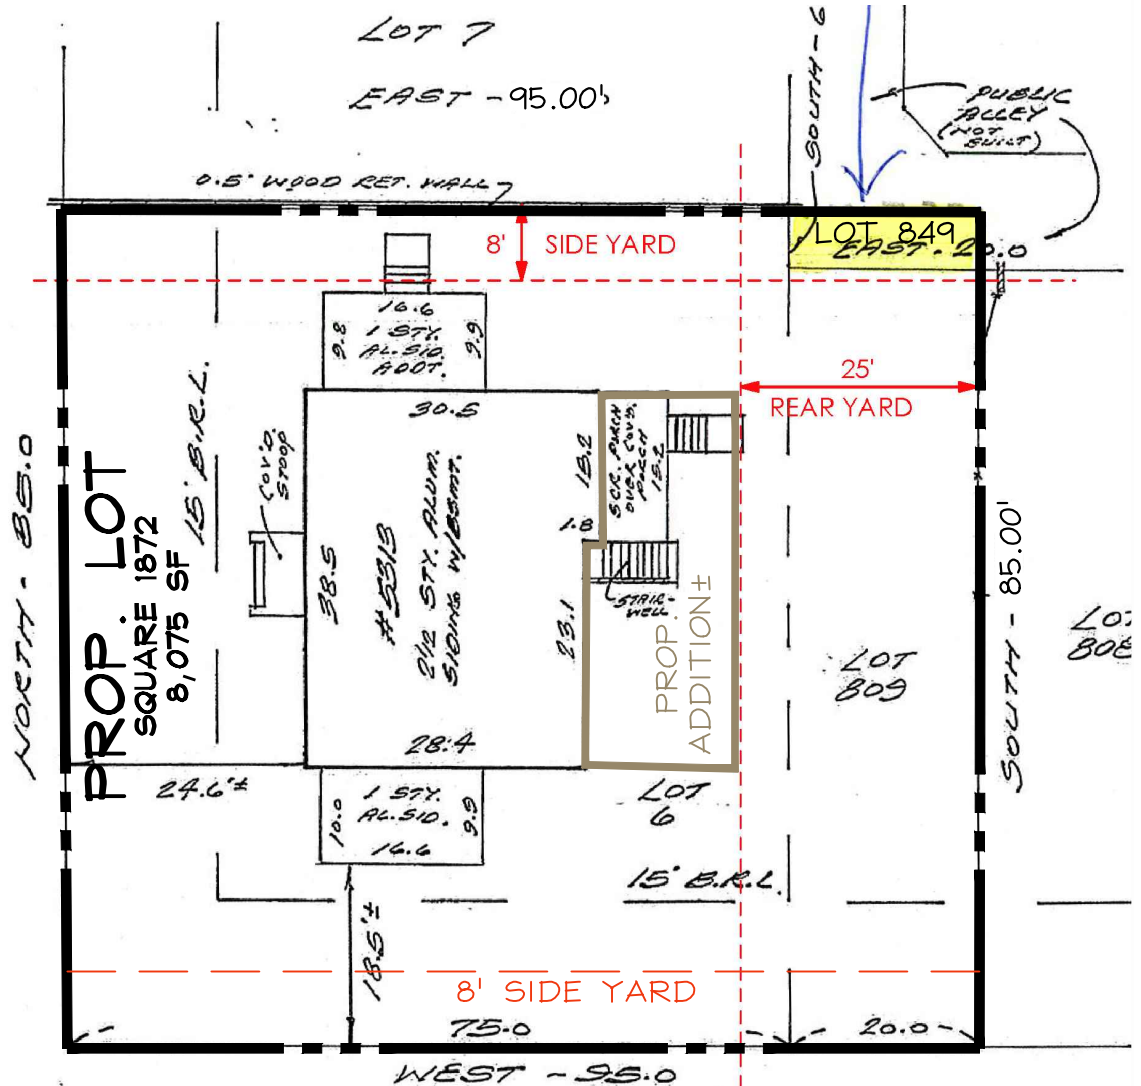 LOT 7
EAST - 95.00'
SOUTH - 6
PUBLIC
ALLEY
(NOT
BUILT)
0.5' WOOD RET. WALL
8' SIDE YARD
LOT 849
EAST - 20.0
16.6
1 STY.
AL.SID.
ADDT.
9.8
9.9
25'
REAR YARD
30.5
15' B.R.L.
COV'D.
STOOP
NORTH - 85.0
PROP. LOT
SQUARE 1872
8,075 SF
38.5
#5313
2 1/2 STY. ALUM.
SIDING W/BSMT.
15.2
SCR. PORCH
OVER COV'D.
PORCH
15.2
1.8
STAIR-
WELL
23.1
PROP.
ADDITION±
SOUTH - 85.00'
LOT
809
LOT
808
28.4
24.6'±
1 STY.
AL.SID.
10.0
9.9
16.6
LOT
6
15' B.R.L.
18.5'±
8' SIDE YARD
75.0
20.0
WEST - 95.0